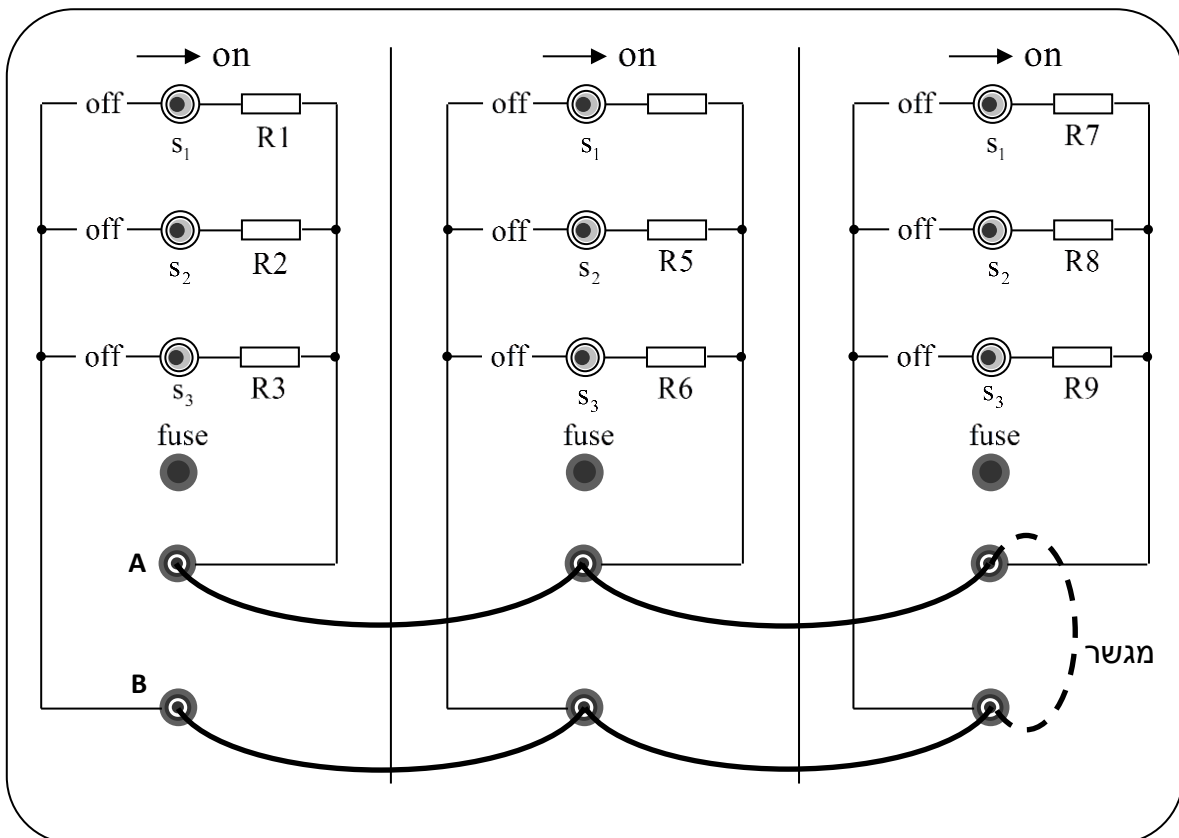 on on on
off off off
R1 R7
s1 s1 s1
off off off
R2 R5 R8
s2 s2 s2
off off off
R3 R6 R9
s3 s3 s3
fuse fuse fuse
A
מגשר
B